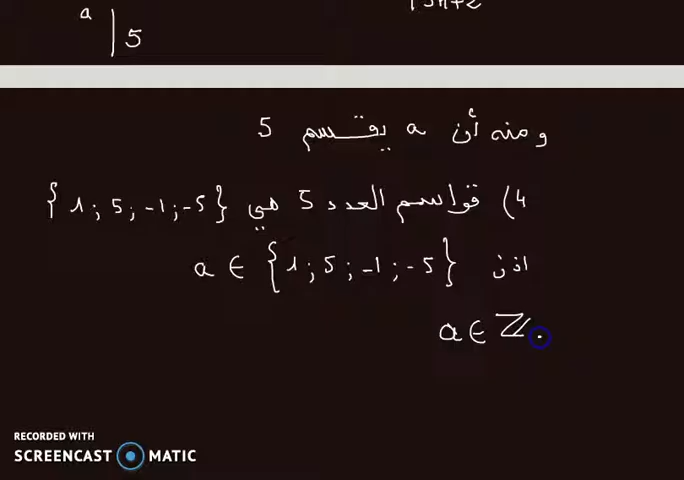 a | 5
ومنه أن a يقسم 5
4) قواسم العدد 5 هي {1 ; 5 ; -1 ; -5}
اذن a ∈ {1 ; 5 ; -1 ; -5}
a ∈ ℤ
RECORDED WITH
SCREENCAST MATIC